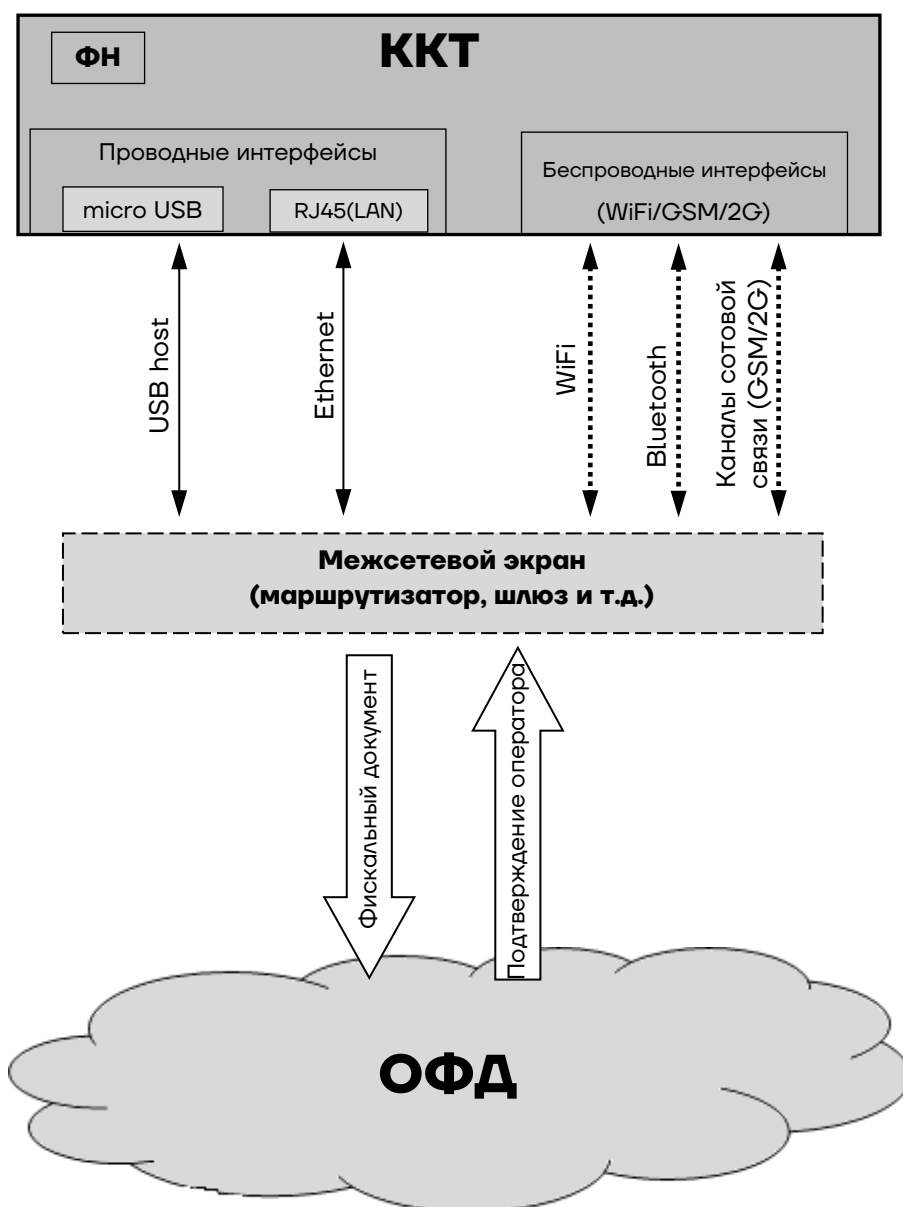 ФН
ККТ
Проводные интерфейсы
micro USB
RJ45(LAN)
Беспроводные интерфейсы
(WiFi/GSM/2G)
USB host
Ethernet
WiFi
Bluetooth
Каналы сотовой
связи (GSM/2G)
Межсетевой экран
(маршрутизатор, шлюз и т.д.)
Фискальный документ
Подтверждение оператора
ОФД